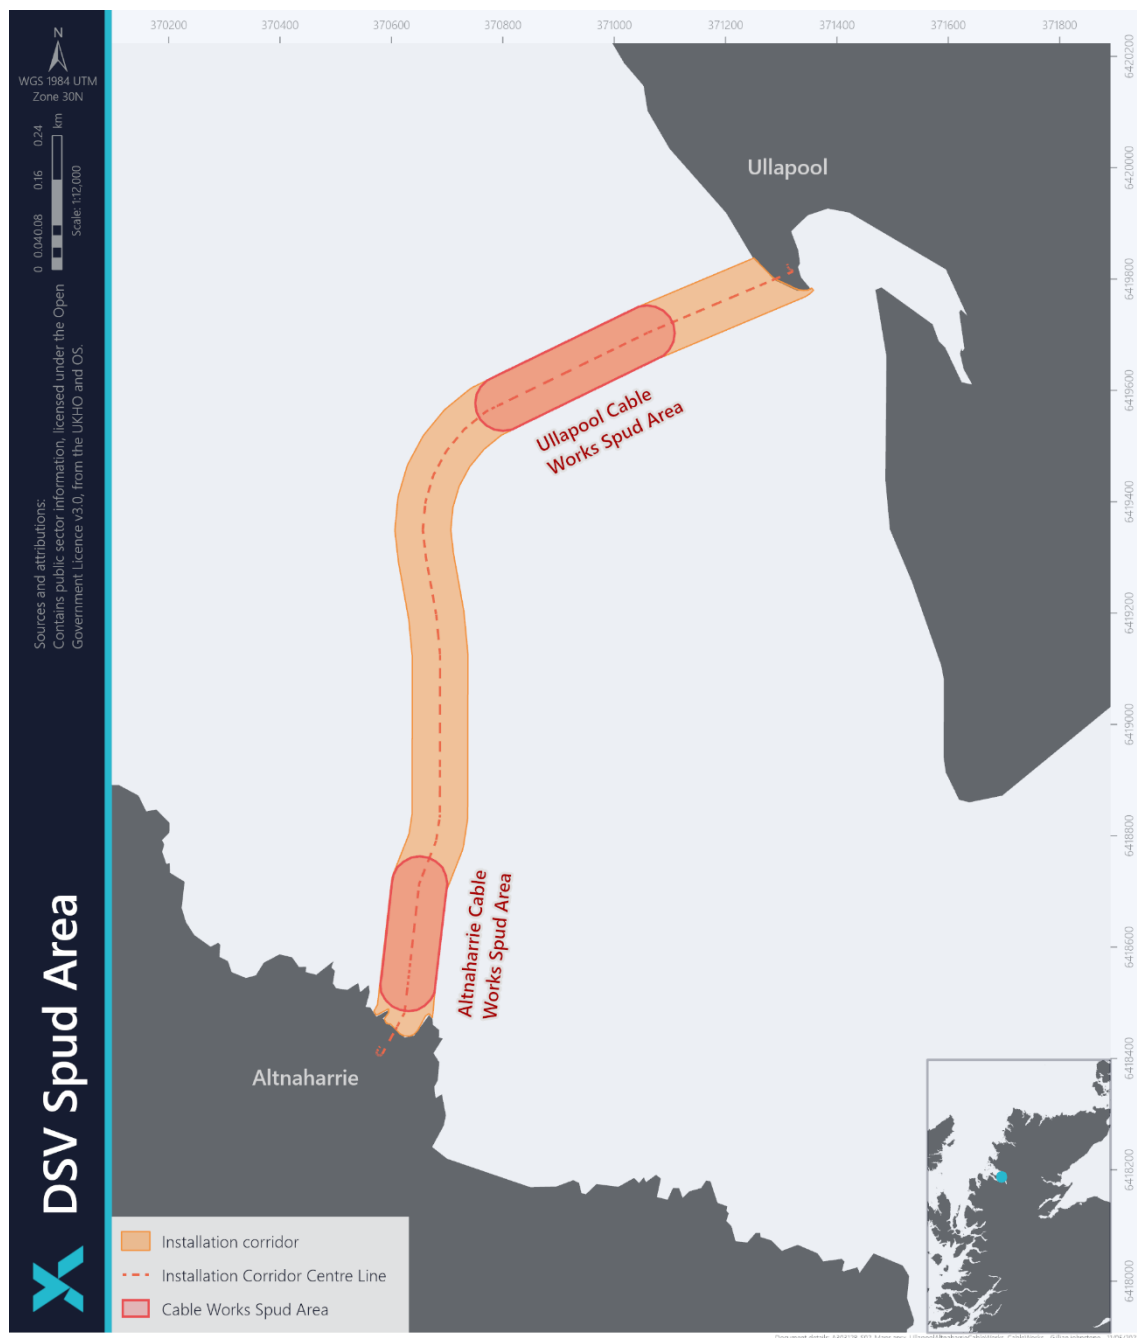 370200 370400 370600 370800 371000 371200 371400 371600 371800
N
WGS 1984 UTM
Zone 30N
0 0.040.08 0.16 0.24
km
Scale: 1:12,000
Sources and attributions:
Contains public sector information, licensed under the Open
Government Licence v3.0, from the UKHO and OS.
DSV Spud Area
6420200
6420000
6419800
6419600
6419400
6419200
6419000
6418800
6418600
6418400
6418200
6418000
Ullapool
Ullapool Cable
Works Spud Area
Altnaharrie Cable
Works Spud Area
Altnaharrie
Installation corridor
Installation Corridor Centre Line
Cable Works Spud Area